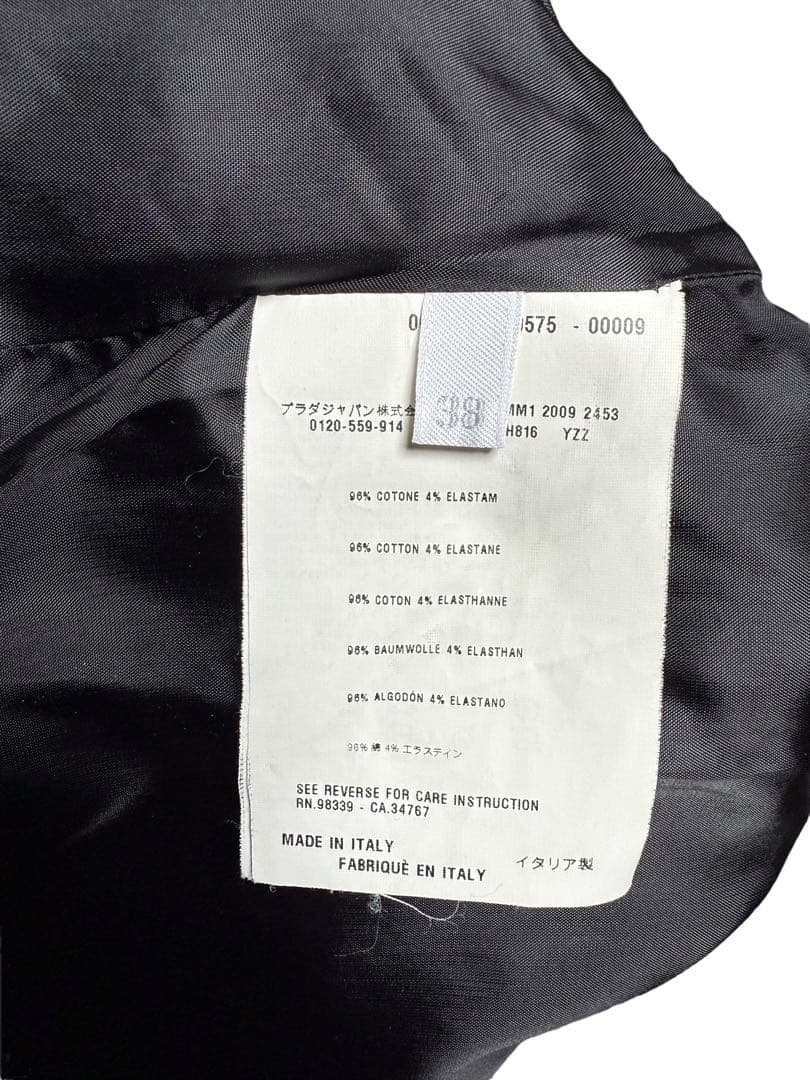 575 - 00009
プラダジャパン株式会
MM1 2009 2453
0120-559-914
H816 YZZ
38
96% COTONE 4% ELASTAM
96% COTTON 4% ELASTANE
96% COTON 4% ELASTHANNE
96% BAUMWOLLE 4% ELASTHAN
96% ALGODÓN 4% ELASTANO
96% 綿 4% エラステイン
SEE REVERSE FOR CARE INSTRUCTION
RN.98339 - CA.34767
MADE IN ITALY
FABRIQUÈ EN ITALY
イタリア製